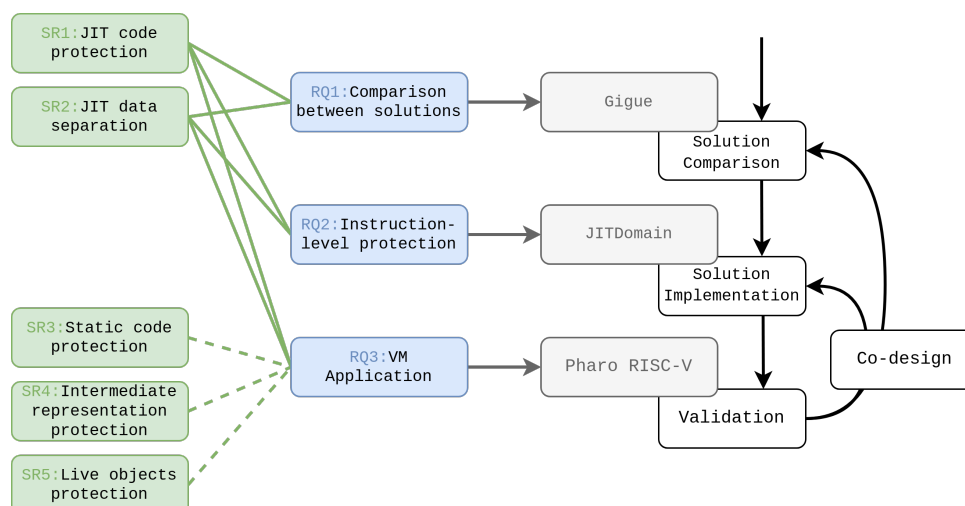 SR1:JIT code
protection
SR2:JIT data
separation
SR3:Static code
protection
SR4:Intermediate
representation
protection
SR5:Live objects
protection
RQ1:Comparison
between solutions
RQ2:Instruction-
level protection
RQ3:VM
Application
Gigue
JITDomain
Pharo RISC-V
Solution
Comparison
Solution
Implementation
Validation
Co-design